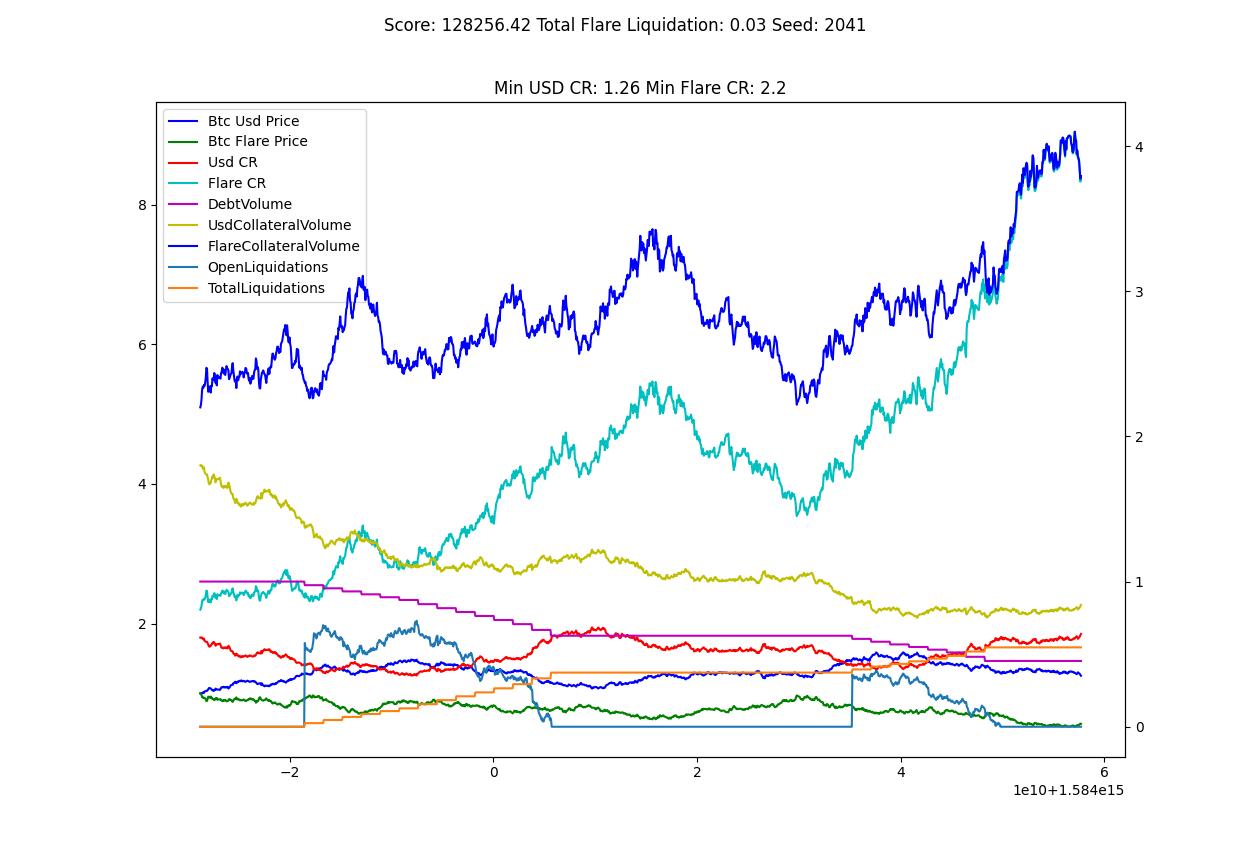 Score: 128256.42 Total Flare Liquidation: 0.03 Seed: 2041
Min USD CR: 1.26 Min Flare CR: 2.2
Btc Usd Price
Btc Flare Price
Usd CR
Flare CR
DebtVolume
UsdCollateralVolume
FlareCollateralVolume
OpenLiquidations
TotalLiquidations
8
6
4
2
4
3
2
1
0
−2
0
2
4
6
1e10+1.584e15